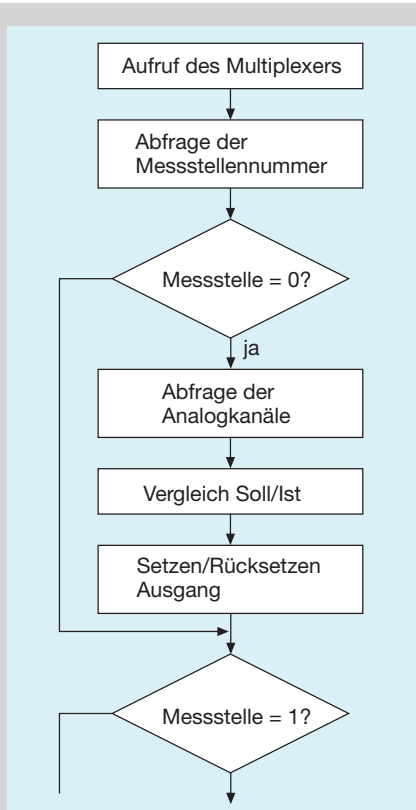 Aufruf des Multiplexers
Abfrage der
Messstellennummer
Messstelle = 0?
ja
Abfrage der
Analogkanäle
Vergleich Soll/Ist
Setzen/Rücksetzen
Ausgang
Messstelle = 1?